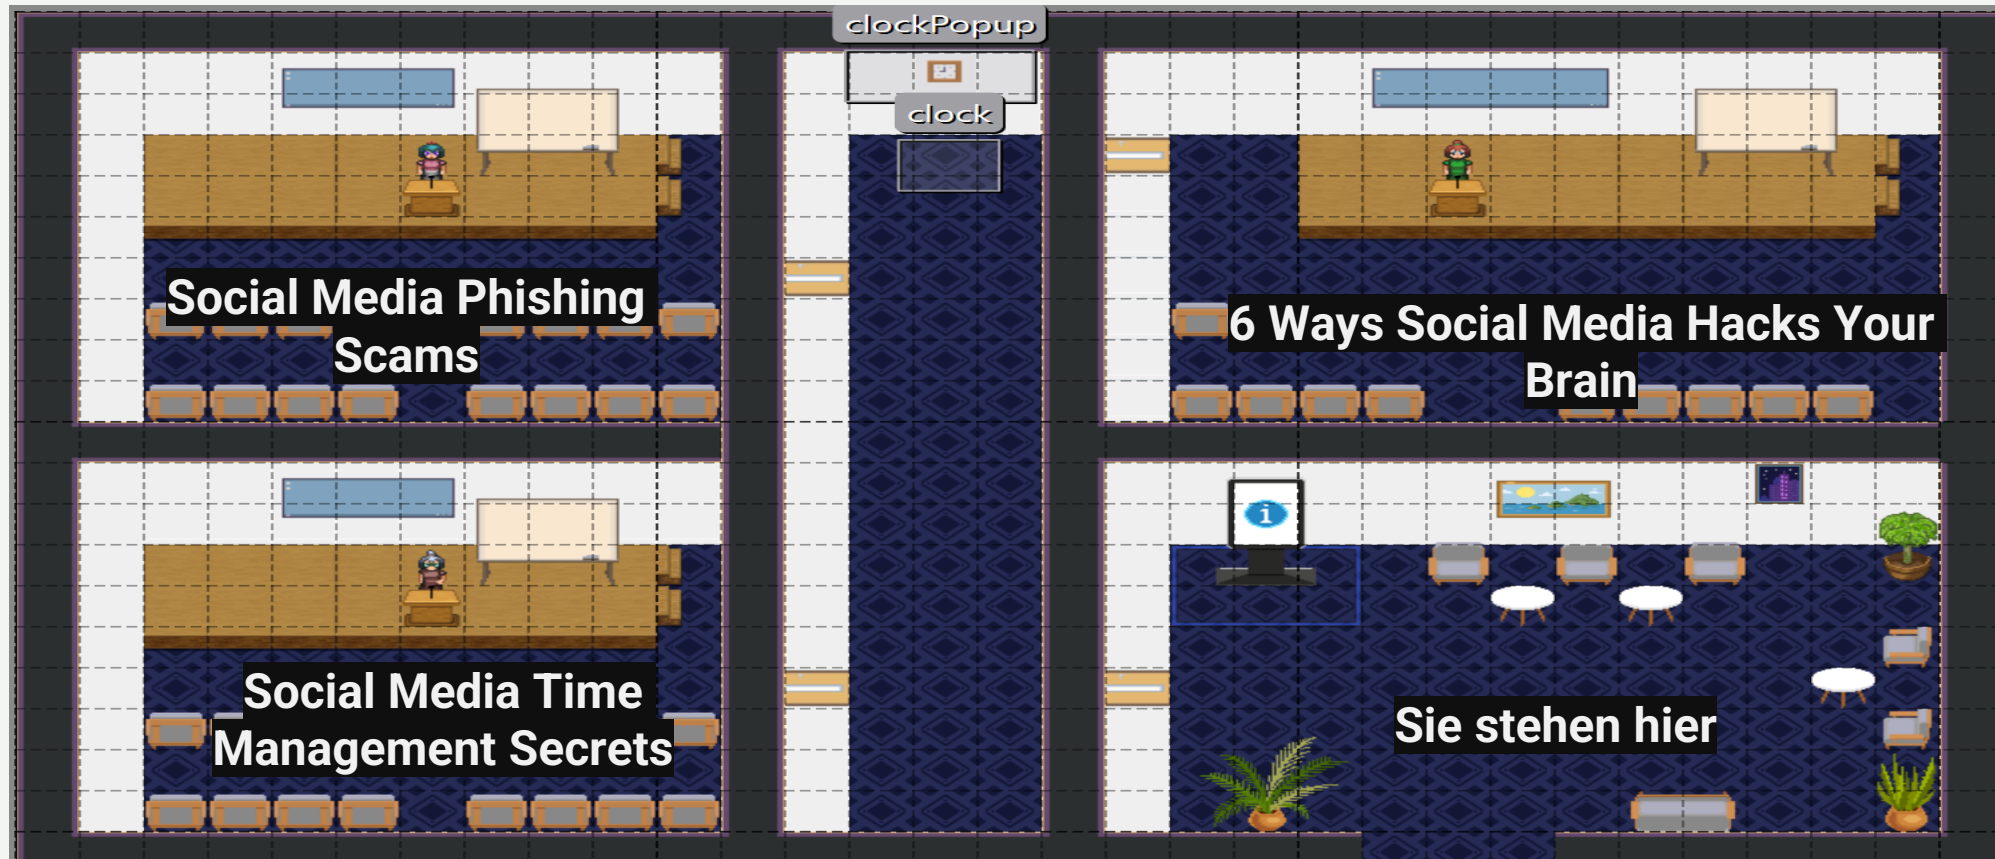 clockPopup
clock
Social Media Phishing
Scams
6 Ways Social Media Hacks Your
Brain
Social Media Time
Management Secrets
i
Sie stehen hier